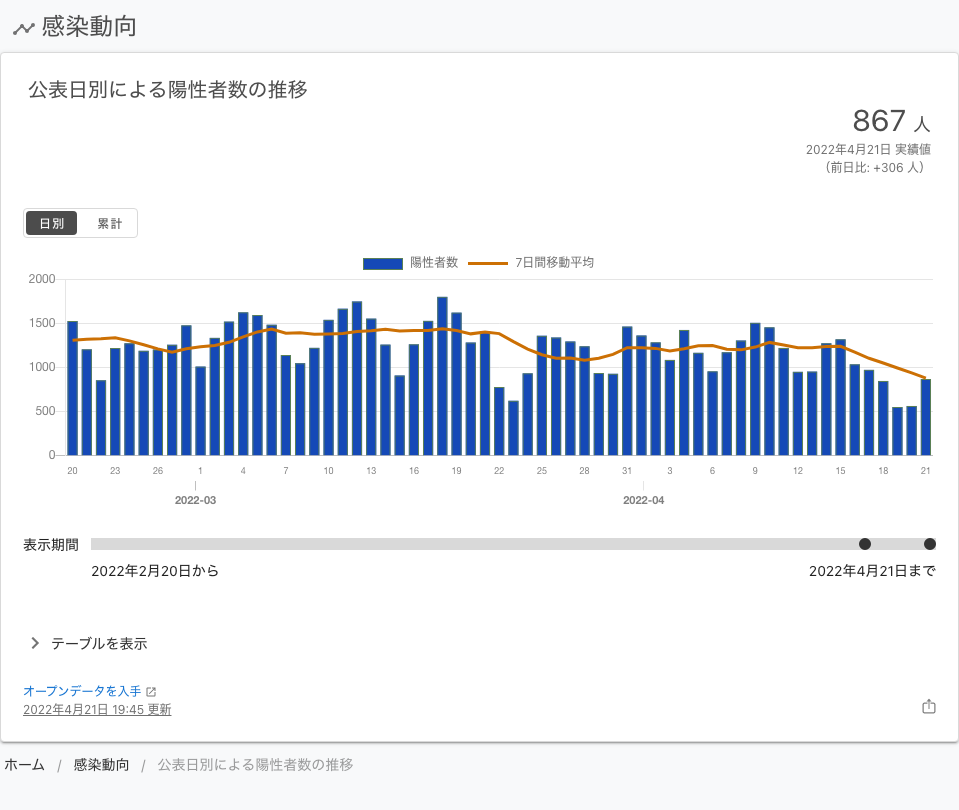 感染動向
公表日別による陽性者数の推移
867 人
2022年4月21日 実績値
（前日比: +306 人）
日別 累計
陽性者数 7日間移動平均
2000
1500
1000
500
0
20 23 26 1 4 7 10 13 16 19 22 25 28 31 3 6 9 12 15 18 21
2022-03 2022-04
表示期間
2022年2月20日から 2022年4月21日まで
テーブルを表示
オープンデータを入手
2022年4月21日 19:45 更新
ホーム / 感染動向 / 公表日別による陽性者数の推移